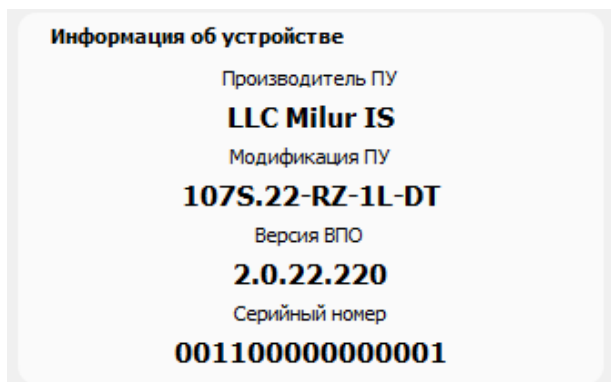 Информация об устройстве
Производитель ПУ
LLC Milur IS
Модификация ПУ
107S.22-RZ-1L-DT
Версия ВПО
2.0.22.220
Серийный номер
001100000000001